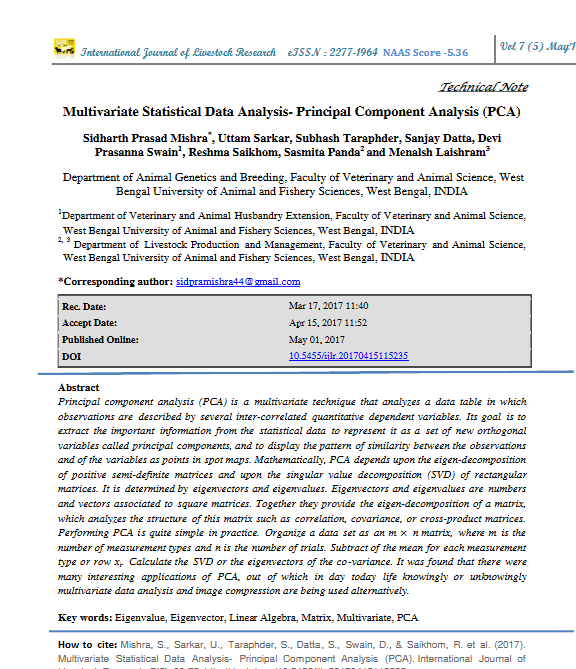 International Journal of Livestock Research eISSN : 2277-1964 NAAS Score -5.36
Vol 7 (5) May'1
Technical Note
Multivariate Statistical Data Analysis- Principal Component Analysis (PCA)
Sidharth Prasad Mishra*, Uttam Sarkar, Subhash Taraphder, Sanjay Datta, Devi
Prasanna Swain1, Reshma Saikhom, Sasmita Panda2 and Menalsh Laishram3
Department of Animal Genetics and Breeding, Faculty of Veterinary and Animal Science, West
Bengal University of Animal and Fishery Sciences, West Bengal, INDIA
1Department of Veterinary and Animal Husbandry Extension, Faculty of Veterinary and Animal Science,
West Bengal University of Animal and Fishery Sciences, West Bengal, INDIA
2, 3 Department of Livestock Production and Management, Faculty of Veterinary and Animal Science,
West Bengal University of Animal and Fishery Sciences, West Bengal, INDIA
*Corresponding author: sidpramishra44@gmail.com
Rec. Date: Mar 17, 2017 11:40
Accept Date: Apr 15, 2017 11:52
Published Online: May 01, 2017
DOI 10.5455/ijlr.20170415115235
Abstract
Principal component analysis (PCA) is a multivariate technique that analyzes a data table in which
observations are described by several inter-correlated quantitative dependent variables. Its goal is to
extract the important information from the statistical data to represent it as a set of new orthogonal
variables called principal components, and to display the pattern of similarity between the observations
and of the variables as points in spot maps. Mathematically, PCA depends upon the eigen-decomposition
of positive semi-definite matrices and upon the singular value decomposition (SVD) of rectangular
matrices. It is determined by eigenvectors and eigenvalues. Eigenvectors and eigenvalues are numbers
and vectors associated to square matrices. Together they provide the eigen-decomposition of a matrix,
which analyzes the structure of this matrix such as correlation, covariance, or cross-product matrices.
Performing PCA is quite simple in practice. Organize a data set as an m × n matrix, where m is the
number of measurement types and n is the number of trials. Subtract of the mean for each measurement
type or row xi. Calculate the SVD or the eigenvectors of the co-variance. It was found that there were
many interesting applications of PCA, out of which in day today life knowingly or unknowingly
multivariate data analysis and image compression are being used alternatively.
Key words: Eigenvalue, Eigenvector, Linear Algebra, Matrix, Multivariate, PCA
How to cite: Mishra, S., Sarkar, U., Taraphder, S., Datta, S., Swain, D., & Saikhom, R. et al. (2017).
Multivariate Statistical Data Analysis- Principal Component Analysis (PCA). International Journal of